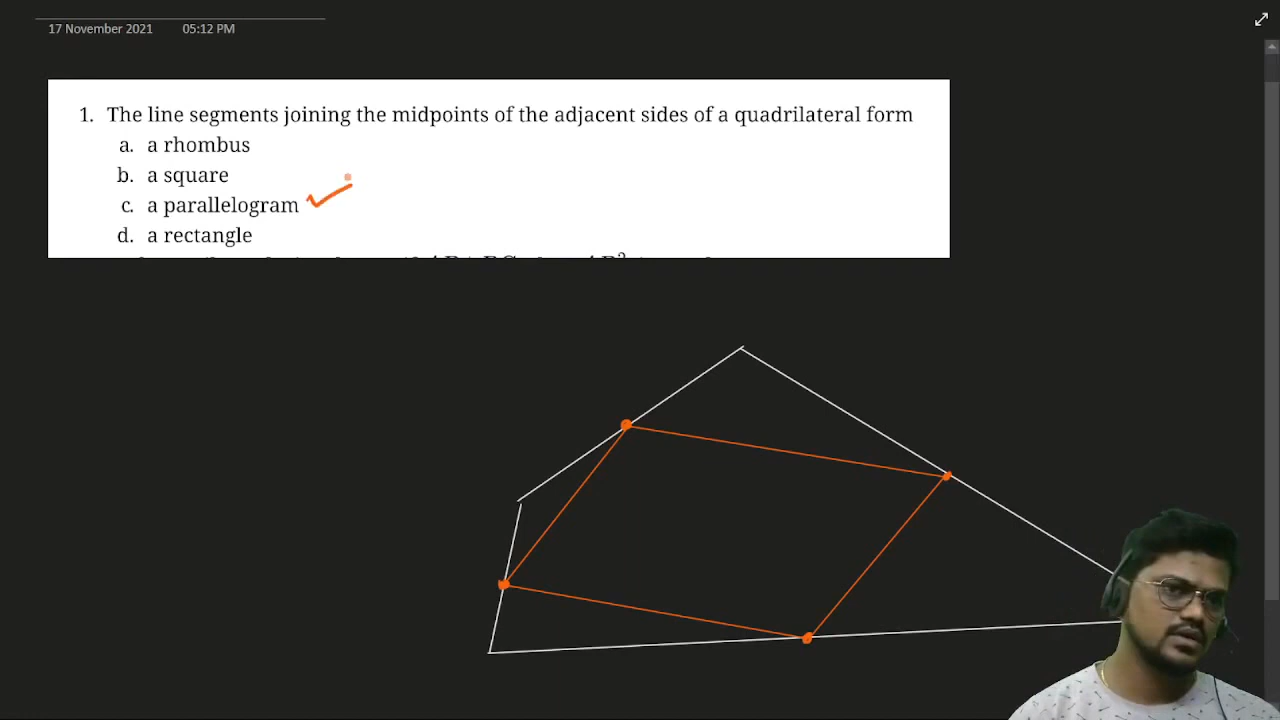 17 November 2021 05:12 PM
1. The line segments joining the midpoints of the adjacent sides of a quadrilateral form
a. a rhombus
b. a square
c. a parallelogram
d. a rectangle